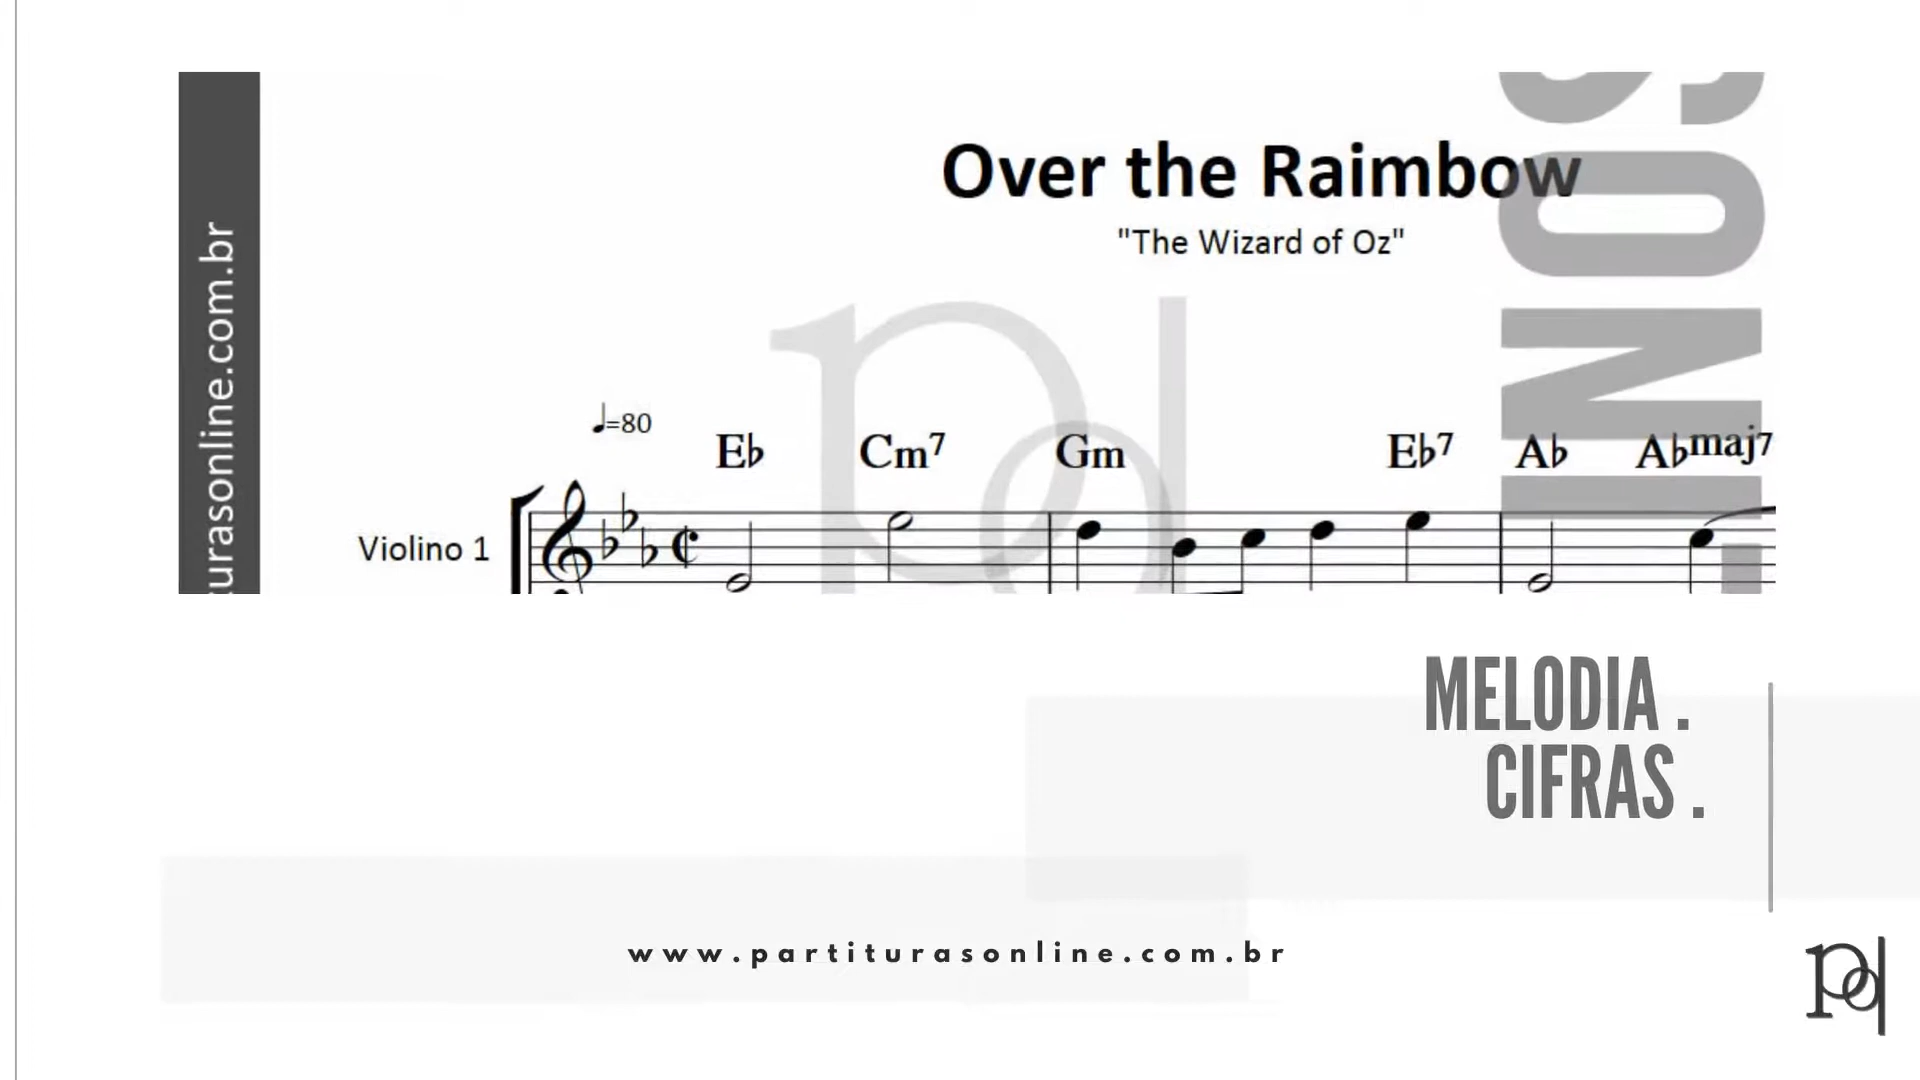 Over the Raimbow
"The Wizard of Oz"
urasonline.com.br
♩=80
E♭ Cm7 Gm E♭7 A♭ A♭maj7
Violino 1
MELODIA .
CIFRAS .
www.partiturasonline.com.br